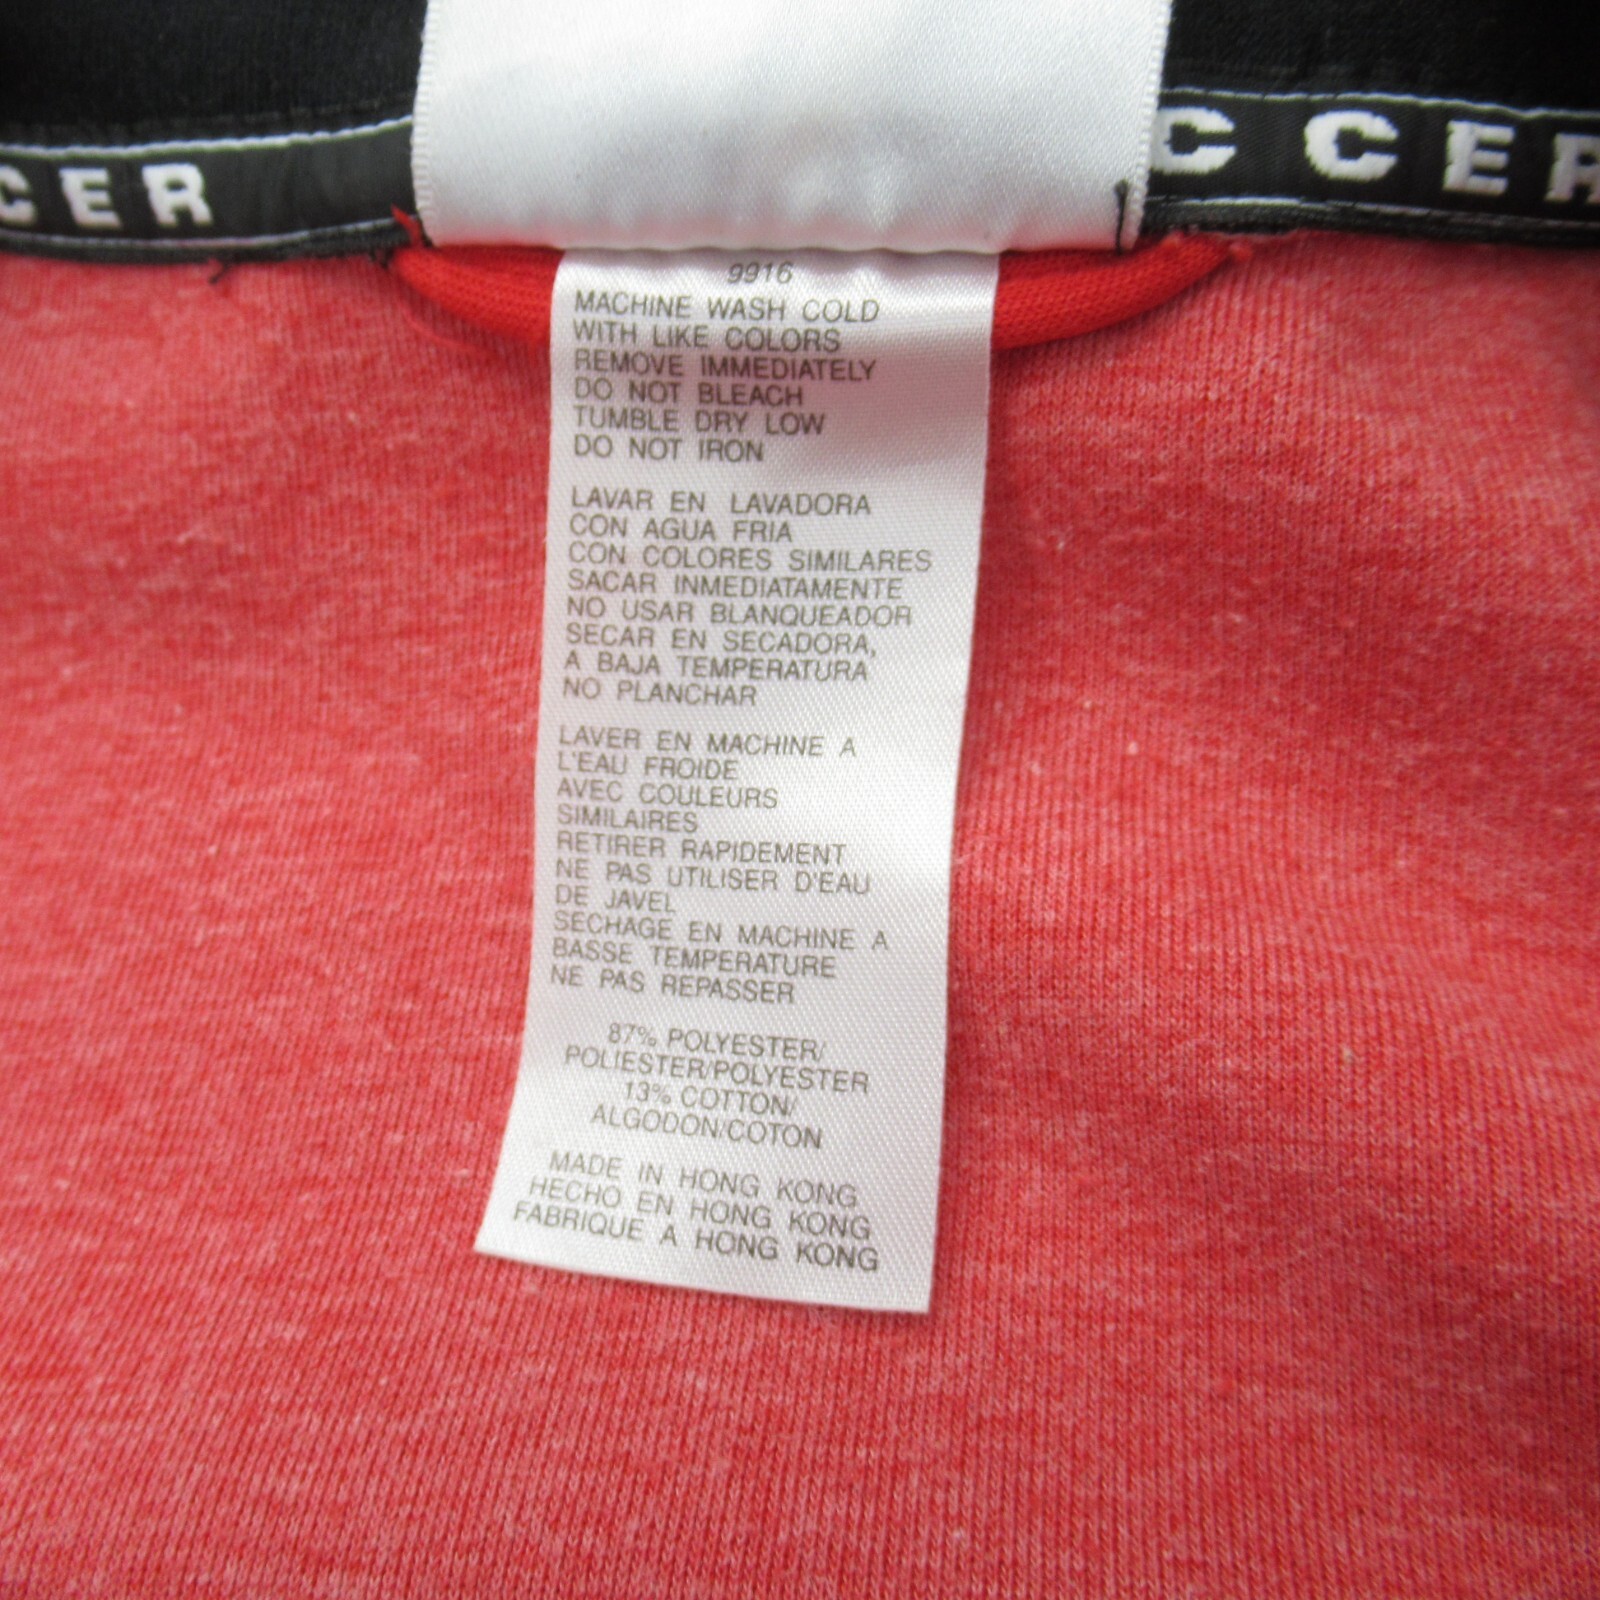 CER
C CER
9916
MACHINE WASH COLD
WITH LIKE COLORS
REMOVE IMMEDIATELY
DO NOT BLEACH
TUMBLE DRY LOW
DO NOT IRON
LAVAR EN LAVADORA
CON AGUA FRIA
CON COLORES SIMILARES
SACAR INMEDIATAMENTE
NO USAR BLANQUEADOR
SECAR EN SECADORA,
A BAJA TEMPERATURA
NO PLANCHAR
LAVER EN MACHINE A
L'EAU FROIDE
AVEC COULEURS
SIMILAIRES
RETIRER RAPIDEMENT
NE PAS UTILISER D'EAU
DE JAVEL
SECHAGE EN MACHINE A
BASSE TEMPERATURE
NE PAS REPASSER
87% POLYESTER/
POLIESTER/POLYESTER
13% COTTON/
ALGODON/COTON
MADE IN HONG KONG
HECHO EN HONG KONG
FABRIQUE A HONG KONG